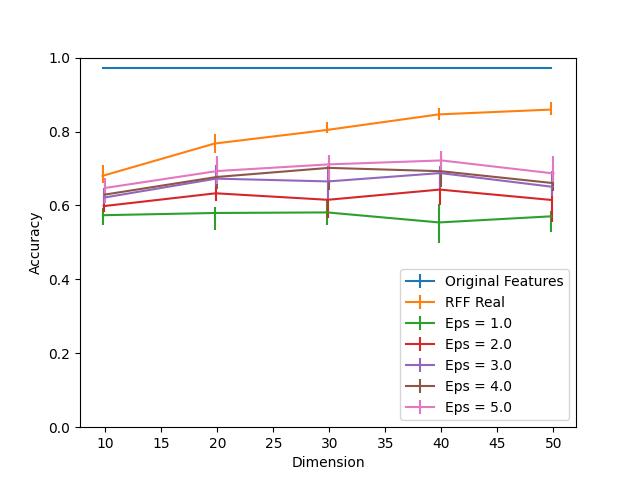 1.0
0.8
0.6
0.4
0.2
0.0
Accuracy
10 15 20 25 30 35 40 45 50
Dimension
Original Features
RFF Real
Eps = 1.0
Eps = 2.0
Eps = 3.0
Eps = 4.0
Eps = 5.0